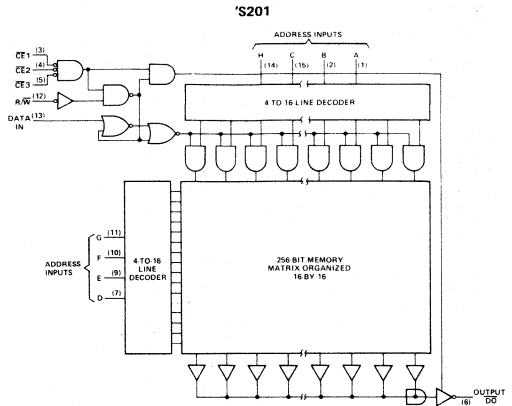 'S201
ADDRESS INPUTS
H C B A
(14) (15) (2) (1)
CE1 (3)
CE2 (4)
CE3 (5)
R/W (12)
DATA IN (13)
4 TO 16 LINE DECODER
ADDRESS INPUTS
G (11)
F (10)
E (9)
D (7)
4-TO-16
LINE
DECODER
256-BIT MEMORY
MATRIX ORGANIZED
16-BY-16
OUTPUT
DO
(6)